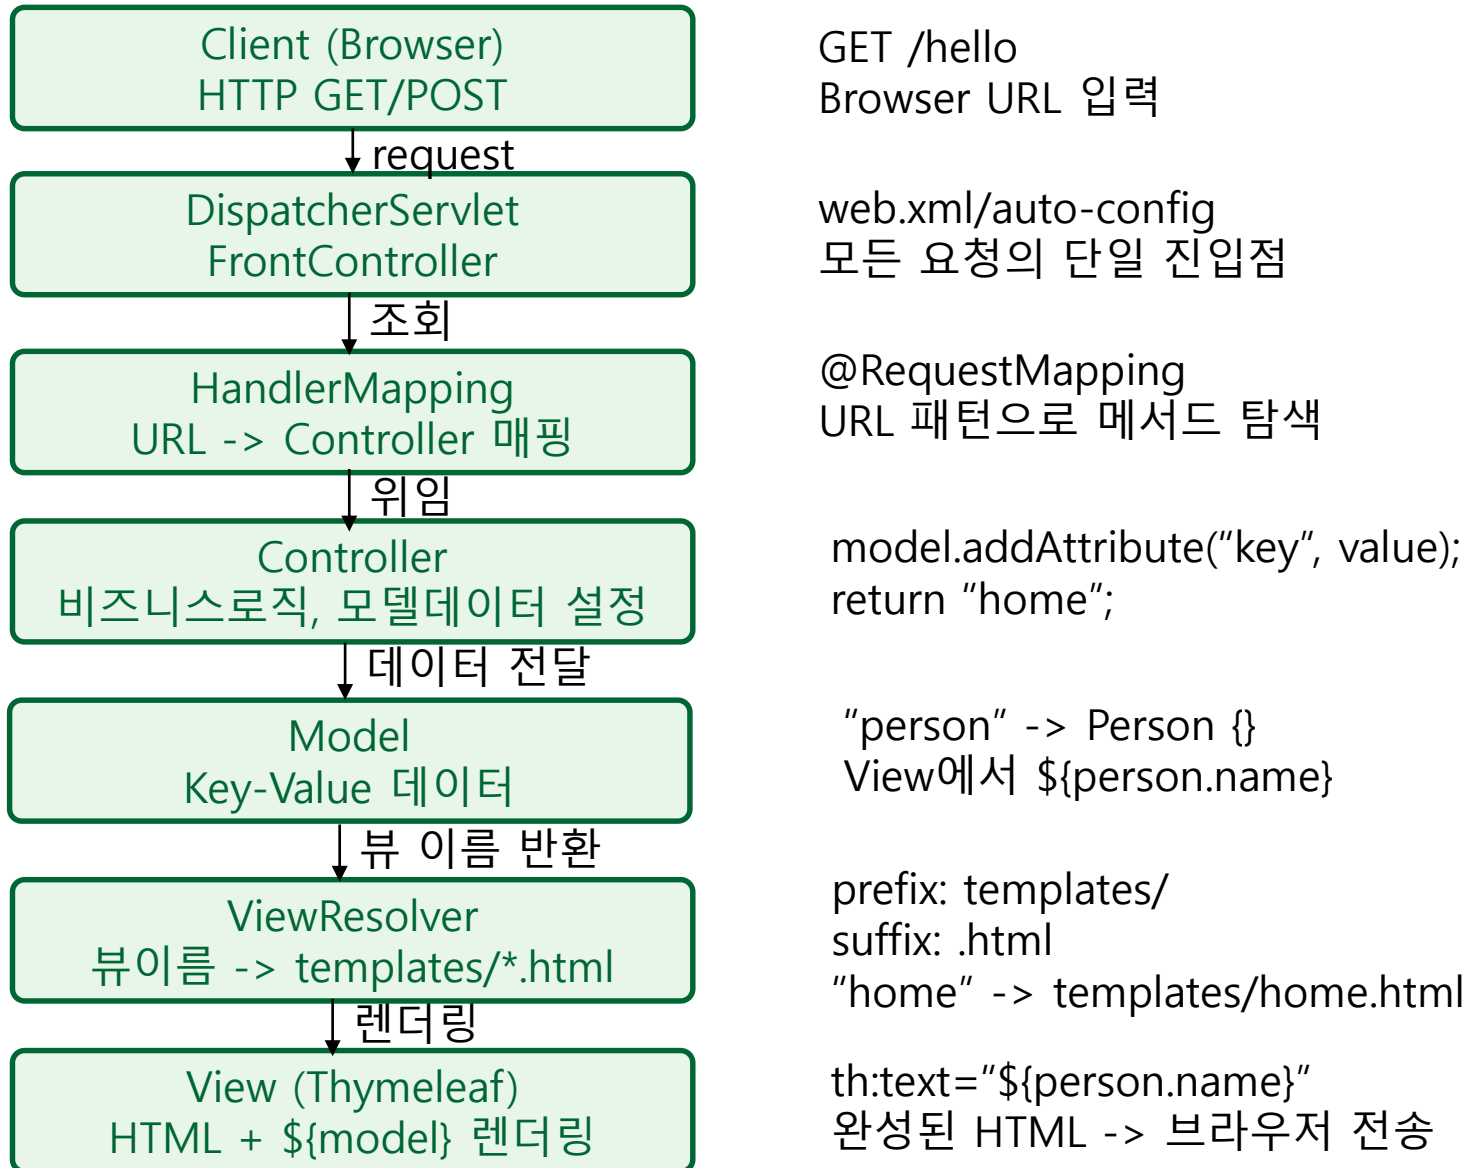 Client (Browser)
HTTP GET/POST
GET /hello
Browser URL 입력
request
DispatcherServlet
FrontController
web.xml/auto-config
모든 요청의 단일 진입점
조회
HandlerMapping
URL -> Controller 매핑
@RequestMapping
URL 패턴으로 메서드 탐색
위임
Controller
비즈니스로직, 모델데이터 설정
model.addAttribute(”key”, value);
return ”home”;
데이터 전달
Model
Key-Value 데이터
”person” -> Person {}
View에서 ${person.name}
뷰 이름 반환
ViewResolver
뷰이름 -> templates/*.html
prefix: templates/
suffix: .html
”home” -> templates/home.html
렌더링
View (Thymeleaf)
HTML + ${model} 렌더링
th:text=”${person.name}”
완성된 HTML -> 브라우저 전송